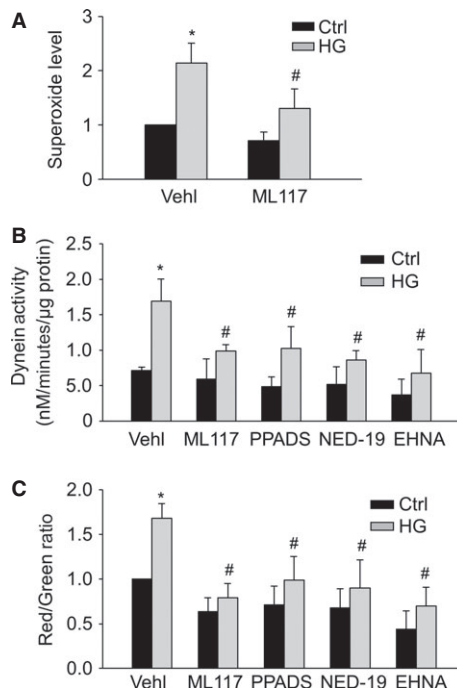 A
Superoxide level
3
2
1
0
Ctrl
HG
*
#
Vehl ML117
B
Dynein activity
(nM/minutes/µg protin)
2.5
2.0
1.5
1.0
5.0
0
Ctrl
HG
*
#
#
#
#
Vehl ML117 PPADS NED-19 EHNA
C
Red/Green ratio
2.0
1.5
1.0
0.5
0.0
Ctrl
HG
*
#
#
#
#
Vehl ML117 PPADS NED-19 EHNA